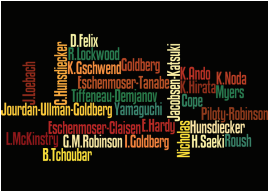 D.Felix
R.Lockwood
K.Gschwend
Goldberg
J.Loebach
C.Hunsdiecker
Jacobsen-Katsuki
K.Ando
K.Noda
K.Hirata
Eschenmoser-Tanabe
Myers
Tiffeneau-Demjanov
Cope
Jourdan-Ullman-Goldberg
Yamaguchi
Piloty-Robinson
Eschenmoser-Claisen
E.Hardy
Nicholas
Hunsdiecker
L.McKinstry
G.M.Robinson
I.Goldberg
H.Saeki
Roush
B.Tchoubar